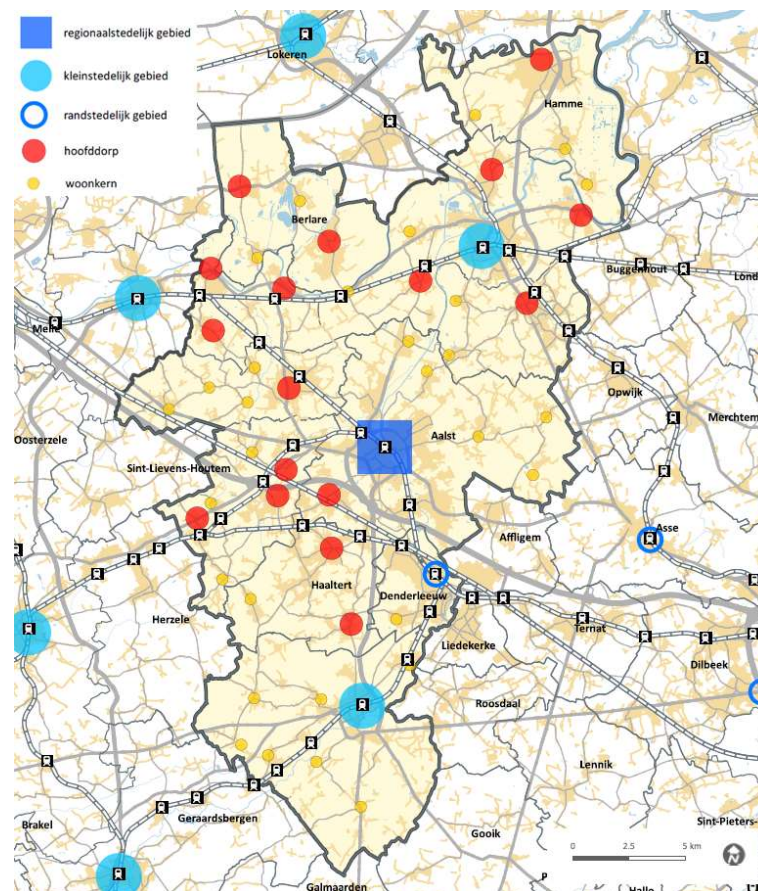 regionaalstedelijk gebied
kleinstedelijk gebied
randstedelijk gebied
hoofddorp
woonkern
Lokeren
Hamme
Berlare
Buggenhout
Lond
Melle
Opwijk
Merchtem
Oosterzele
Aalst
Sint-Lievens-Houtem
Affligem
Asse
Haaltert
Denderleeuw
Herzele
Liedekerke
Ternat
Dilbeek
Roosdaal
Lennik
Brakel
Geraardsbergen
Gooik
Sint-Pieters-
0 2.5 5 km
N
Galmaarden
P
Halle